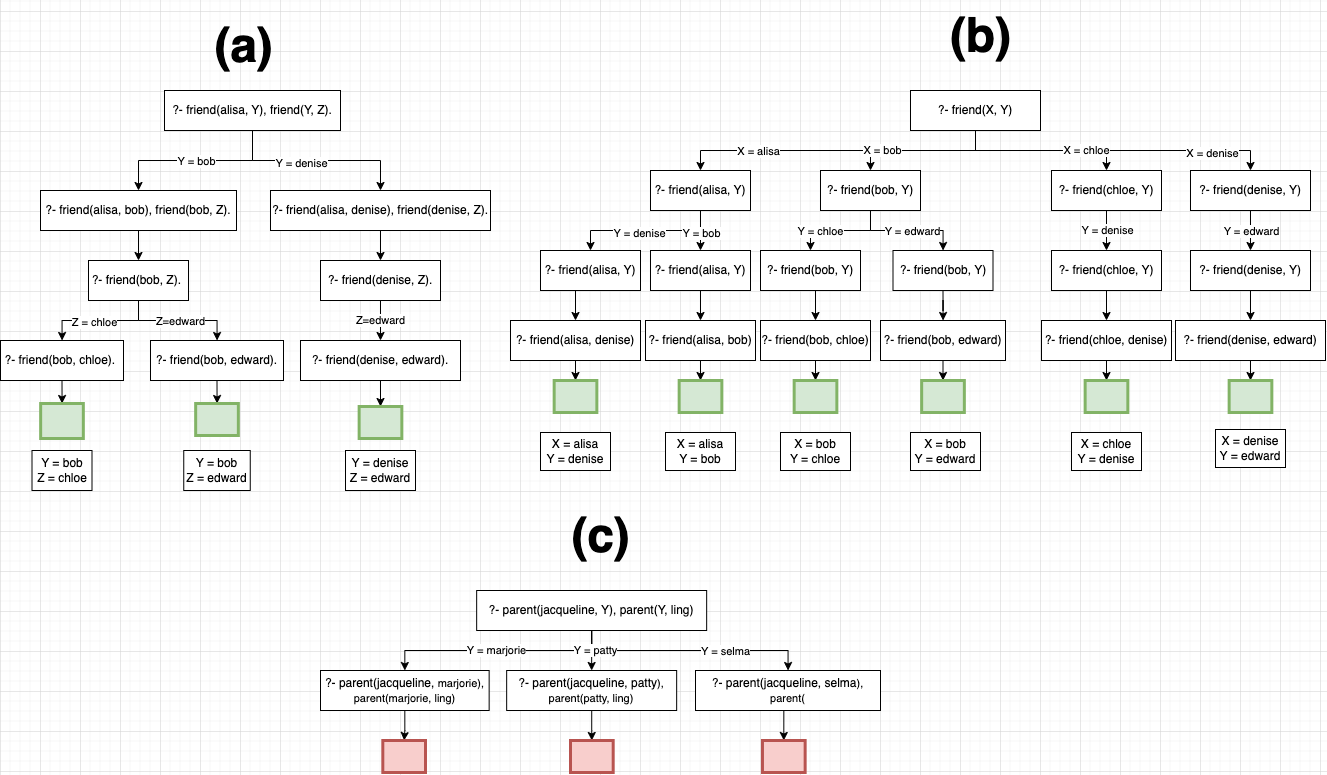 (a)
?- friend(alisa, Y), friend(Y, Z).
Y = bob
Y = denise
?- friend(alisa, bob), friend(bob, Z).
?- friend(alisa, denise), friend(denise, Z).
?- friend(bob, Z).
?- friend(denise, Z).
Z = chloe
Z=edward
Z=edward
?- friend(bob, chloe).
?- friend(bob, edward).
?- friend(denise, edward).
Y = bob
Z = chloe
Y = bob
Z = edward
Y = denise
Z = edward
(b)
?- friend(X, Y)
X = alisa
X = bob
X = chloe
X = denise
?- friend(alisa, Y)
?- friend(bob, Y)
?- friend(chloe, Y)
?- friend(denise, Y)
Y = denise
Y = bob
Y = chloe
Y = edward
Y = denise
Y = edward
?- friend(alisa, Y)
?- friend(alisa, Y)
?- friend(bob, Y)
?- friend(bob, Y)
?- friend(chloe, Y)
?- friend(denise, Y)
?- friend(alisa, denise)
?- friend(alisa, bob)
?- friend(bob, chloe)
?- friend(bob, edward)
?- friend(chloe, denise)
?- friend(denise, edward)
X = alisa
Y = denise
X = alisa
Y = bob
X = bob
Y = chloe
X = bob
Y = edward
X = chloe
Y = denise
X = denise
Y = edward
(c)
?- parent(jacqueline, Y), parent(Y, ling)
Y = marjorie
Y = patty
Y = selma
?- parent(jacqueline, marjorie),
parent(marjorie, ling)
?- parent(jacqueline, patty),
parent(patty, ling)
?- parent(jacqueline, selma),
parent(